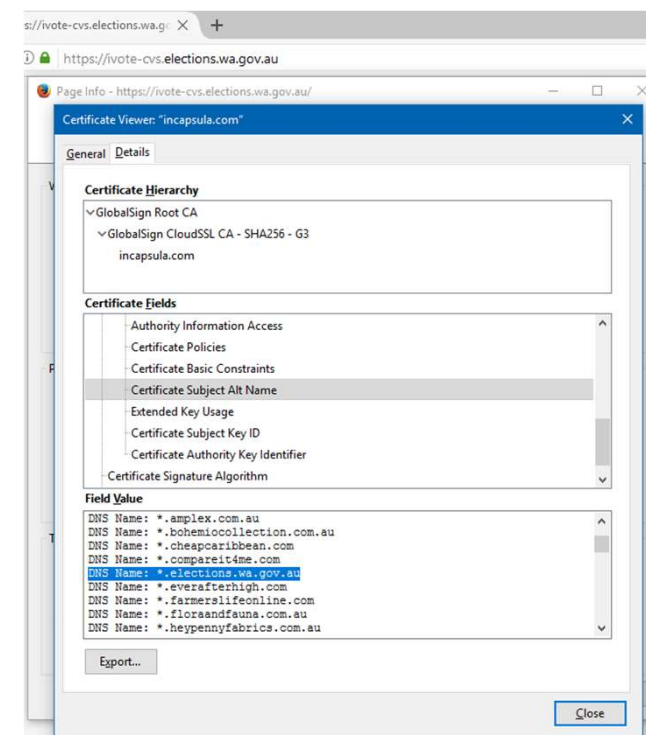 s://ivote-cvs.elections.wa.g
https://ivote-cvs.elections.wa.gov.au
Page Info - https://ivote-cvs.elections.wa.gov.au/
Certificate Viewer: "incapsula.com"
General Details
Certificate Hierarchy
GlobalSign Root CA
GlobalSign CloudSSL CA - SHA256 - G3
incapsula.com
Certificate Fields
Authority Information Access
Certificate Policies
Certificate Basic Constraints
Certificate Subject Alt Name
Extended Key Usage
Certificate Subject Key ID
Certificate Authority Key Identifier
Certificate Signature Algorithm
Field Value
DNS Name: *.amplex.com.au
DNS Name: *.bohemiocollection.com.au
DNS Name: *.cheapcaribbean.com
DNS Name: *.compareit4me.com
DNS Name: *.elections.wa.gov.au
DNS Name: *.everafterhigh.com
DNS Name: *.farmerslifeonline.com
DNS Name: *.floraandfauna.com.au
DNS Name: *.heypennyfabrics.com.au
Export...
Close